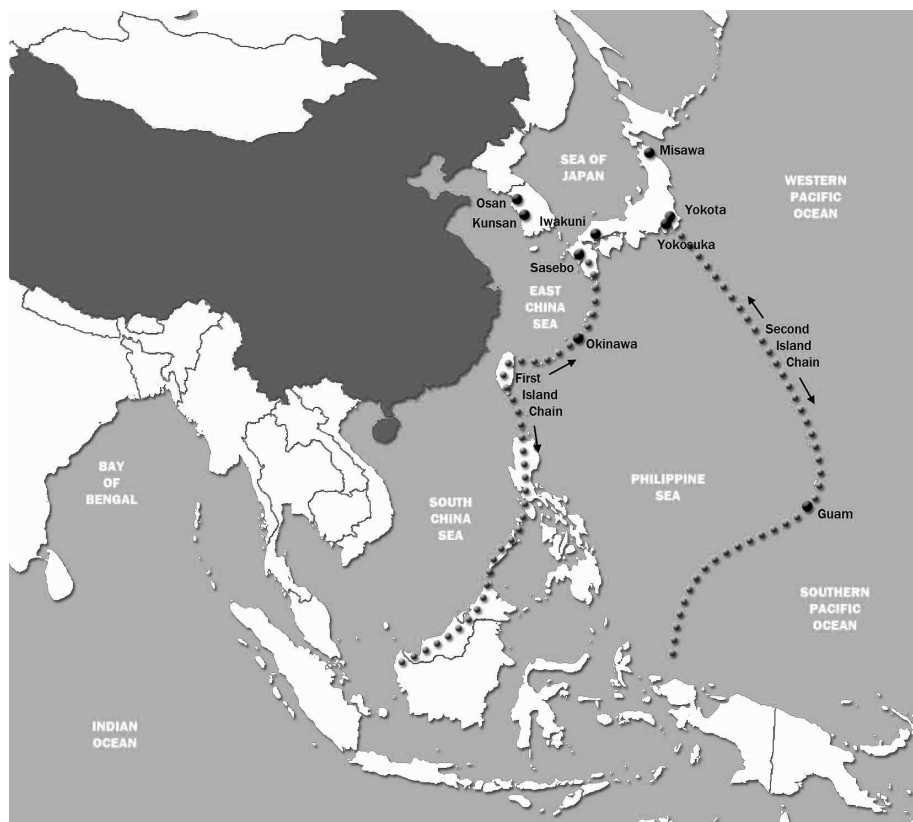 Misawa
SEA OF
JAPAN
WESTERN
PACIFIC
OCEAN
Osan
Kunsan
Iwakuni
Yokota
Yokosuka
Sasebo
EAST
CHINA
SEA
Second
Island
Chain
Okinawa
First
Island
Chain
BAY
OF
BENGAL
PHILIPPINE
SEA
SOUTH
CHINA
SEA
Guam
SOUTHERN
PACIFIC
OCEAN
INDIAN
OCEAN